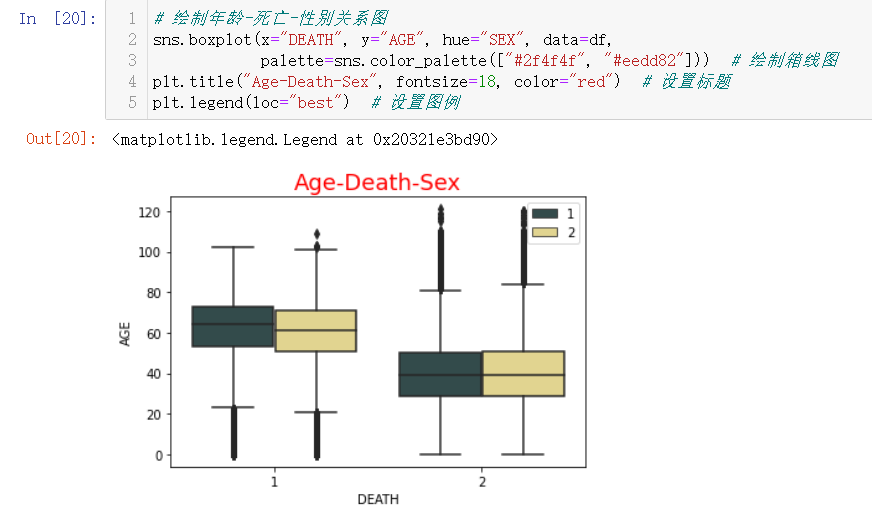 In [20]:
1 # 绘制年龄-死亡-性别关系图
2 sns.boxplot(x="DEATH", y="AGE", hue="SEX", data=df,
3 palette=sns.color_palette(["#2f4f4f", "#eedd82"])) # 绘制箱线图
4 plt.title("Age-Death-Sex", fontsize=18, color="red") # 设置标题
5 plt.legend(loc="best") # 设置图例
Out[20]: <matplotlib.legend.Legend at 0x20321e3bd90>
Age-Death-Sex
1
2
120
100
80
60
40
20
0
AGE
1 2
DEATH